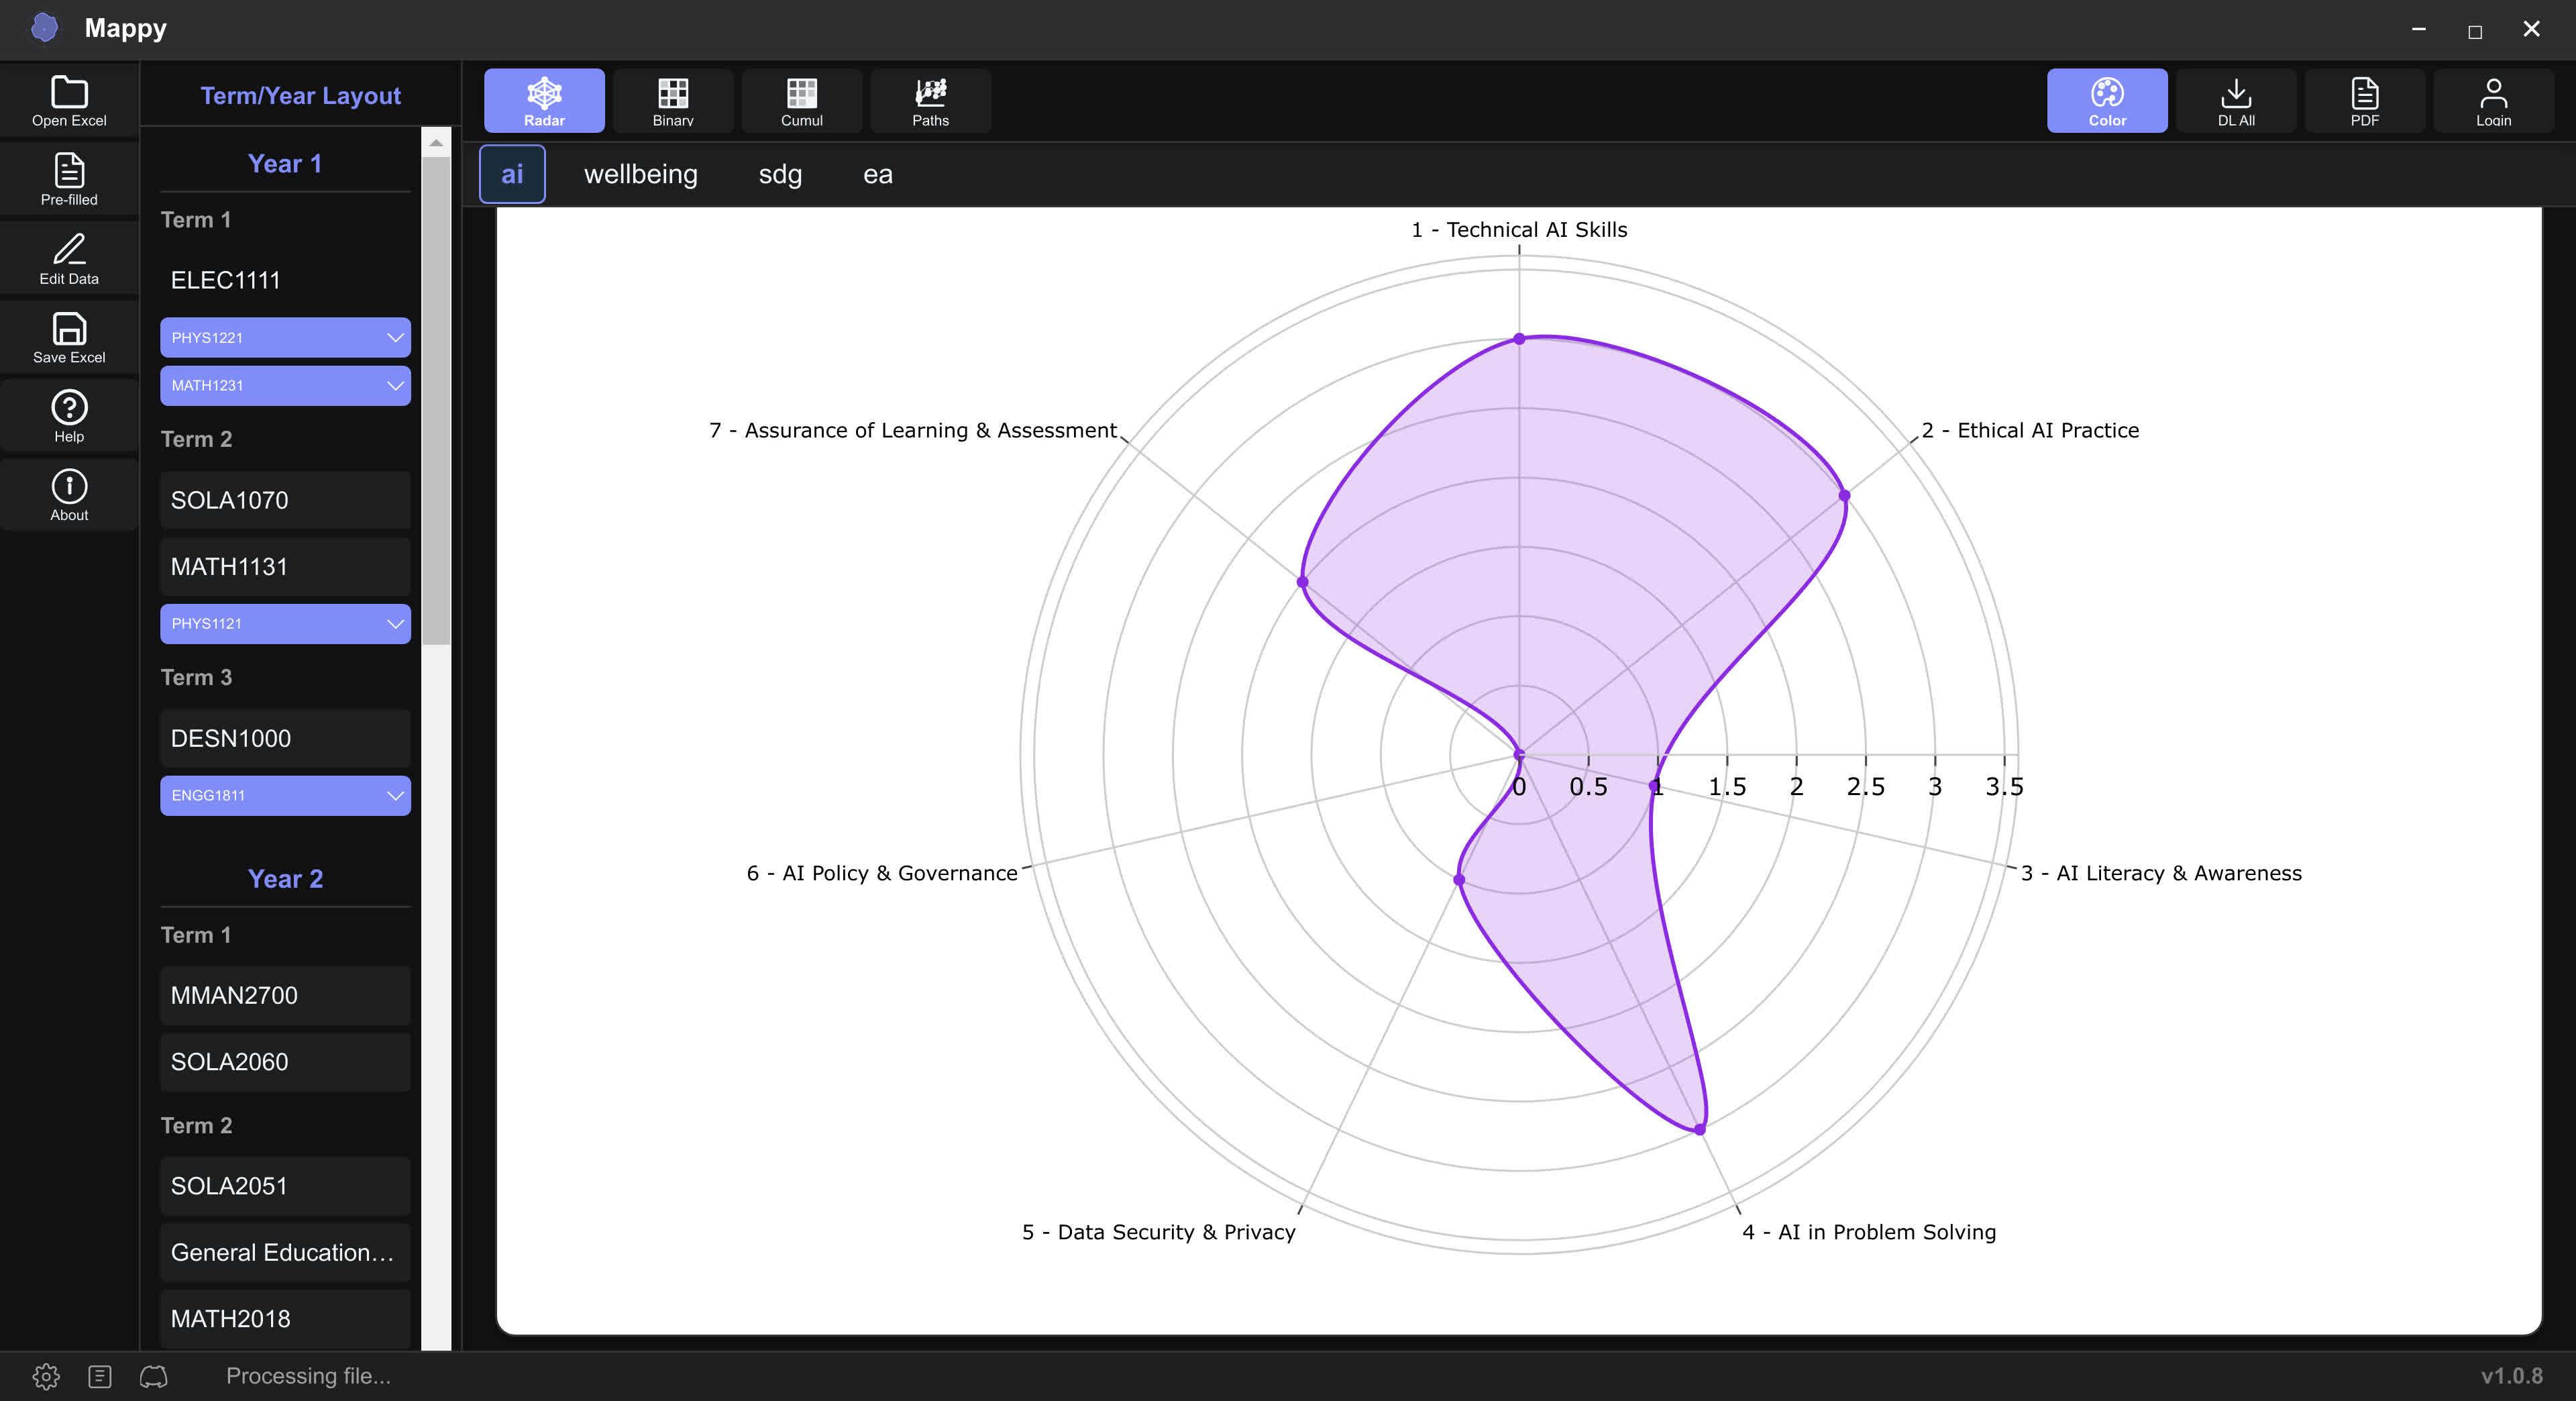 Mappy
Open Excel
Pre-filled
Edit Data
Save Excel
Help
About
Term/Year Layout
Year 1
Term 1
ELEC1111
PHYS1221
MATH1231
Term 2
SOLA1070
MATH1131
PHYS1121
Term 3
DESN1000
ENGG1811
Year 2
Term 1
MMAN2700
SOLA2060
Term 2
SOLA2051
General Education...
MATH2018
Radar Binary Cumul Paths
Color DL All PDF Login
ai wellbeing sdg ea
1 - Technical AI Skills
7 - Assurance of Learning & Assessment
2 - Ethical AI Practice
0 0.5 1 1.5 2 2.5 3 3.5
6 - AI Policy & Governance
3 - AI Literacy & Awareness
5 - Data Security & Privacy
4 - AI in Problem Solving
Processing file...
v1.0.8